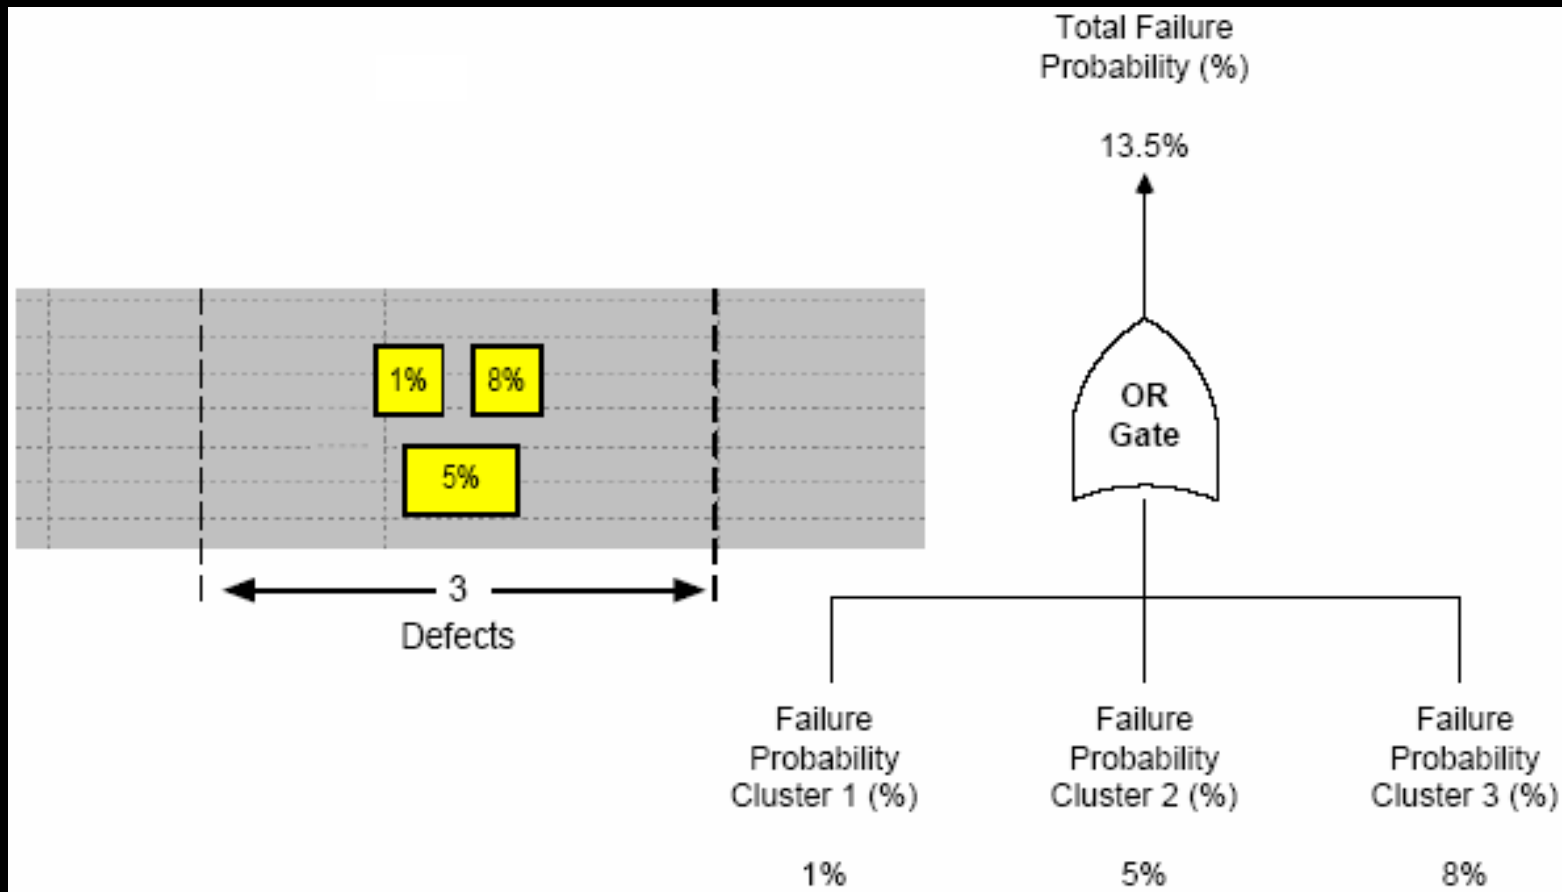 Total Failure
Probability (%)
13.5%
1%
8%
5%
3
Defects
OR
Gate
Failure
Probability
Cluster 1 (%)
1%
Failure
Probability
Cluster 2 (%)
5%
Failure
Probability
Cluster 3 (%)
8%